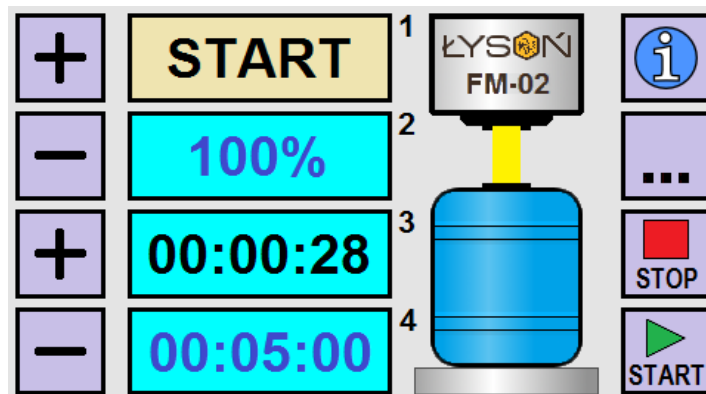 START
1
ŁYSOŃ
FM-02
100%
2
...
00:00:28
3
STOP
00:05:00
4
START